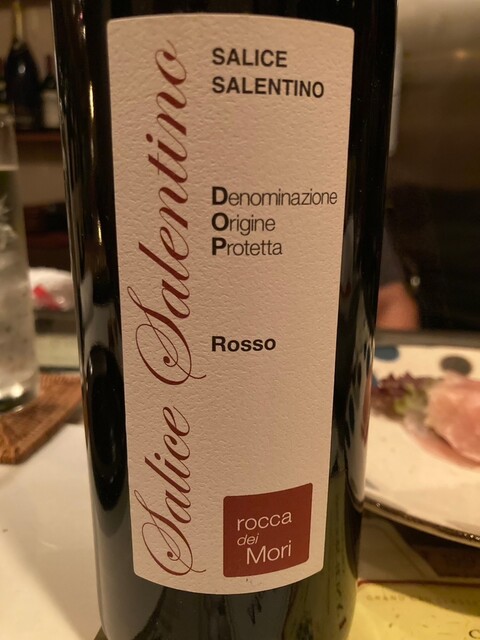 Salice Salentino
SALICE
SALENTINO
Denominazione
Origine
Protetta
Rosso
rocca
dei
Mori